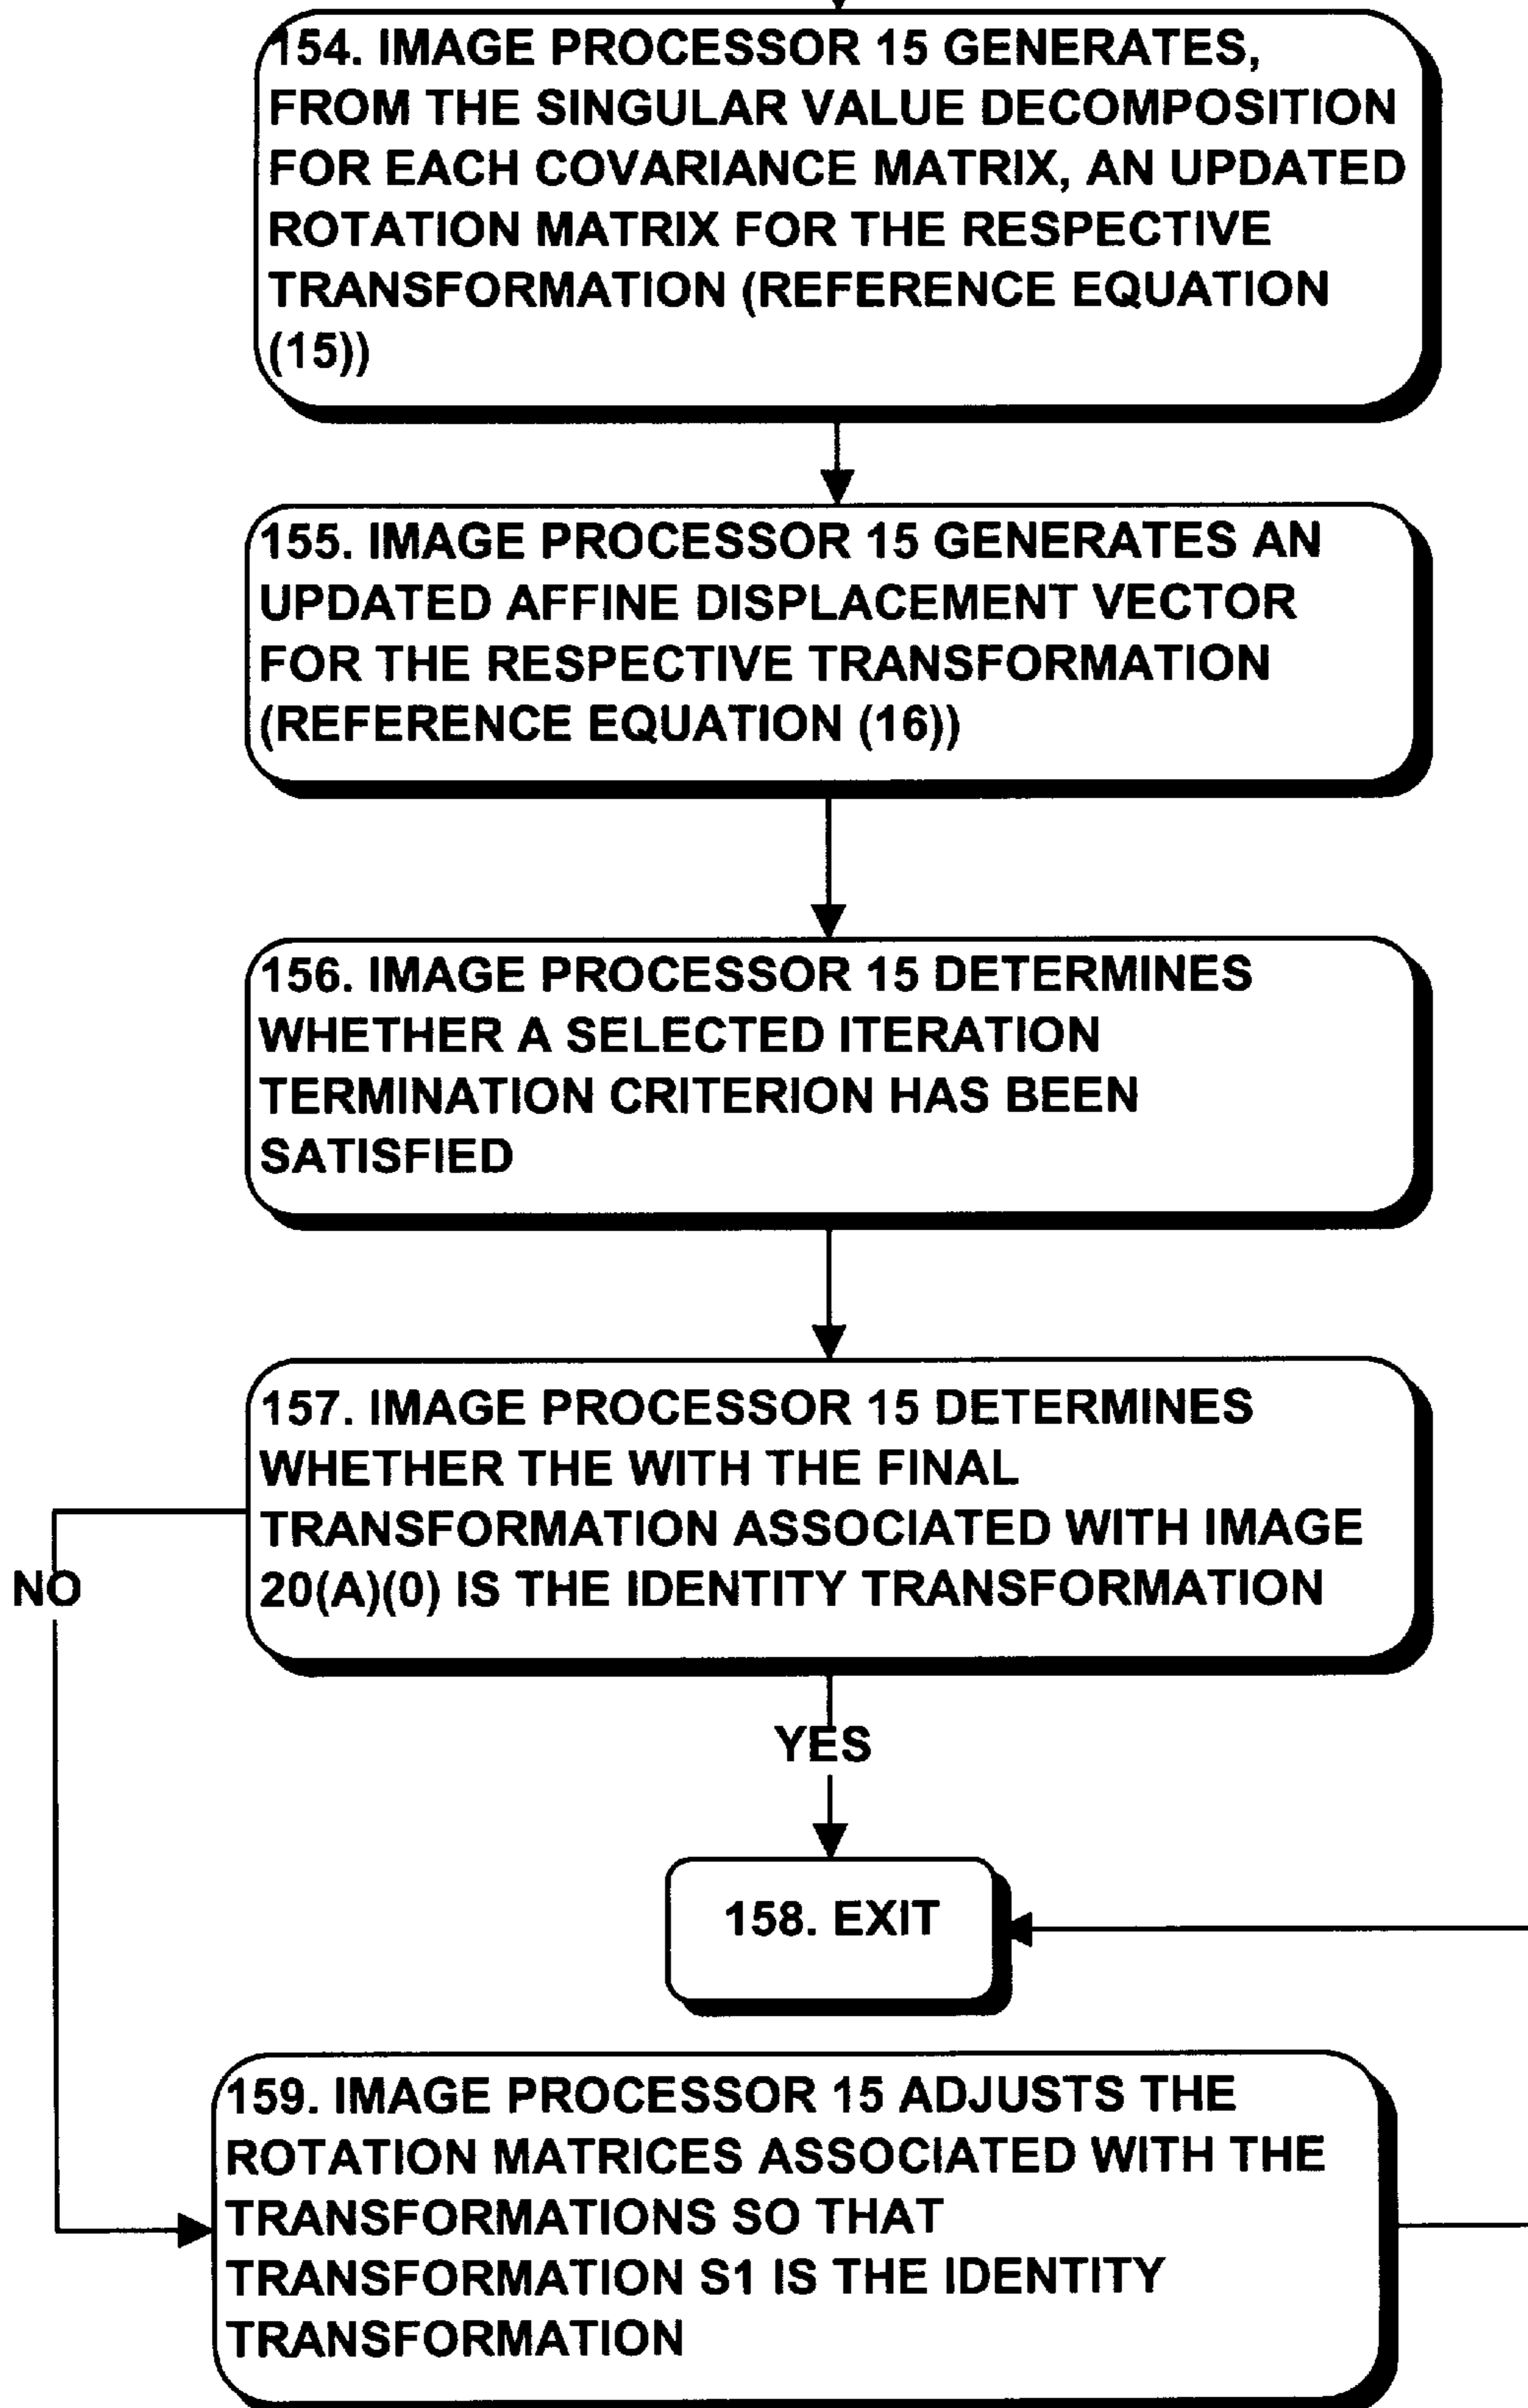 154. IMAGE PROCESSOR 15 GENERATES,
FROM THE SINGULAR VALUE DECOMPOSITION
FOR EACH COVARIANCE MATRIX, AN UPDATED
ROTATION MATRIX FOR THE RESPECTIVE
TRANSFORMATION (REFERENCE EQUATION
(15))
155. IMAGE PROCESSOR 15 GENERATES AN
UPDATED AFFINE DISPLACEMENT VECTOR
FOR THE RESPECTIVE TRANSFORMATION
(REFERENCE EQUATION (16))
156. IMAGE PROCESSOR 15 DETERMINES
WHETHER A SELECTED ITERATION
TERMINATION CRITERION HAS BEEN
SATISFIED
157. IMAGE PROCESSOR 15 DETERMINES
WHETHER THE WITH THE FINAL
TRANSFORMATION ASSOCIATED WITH IMAGE
20(A)(0) IS THE IDENTITY TRANSFORMATION
NO
YES
158. EXIT
159. IMAGE PROCESSOR 15 ADJUSTS THE
ROTATION MATRICES ASSOCIATED WITH THE
TRANSFORMATIONS SO THAT
TRANSFORMATION S1 IS THE IDENTITY
TRANSFORMATION